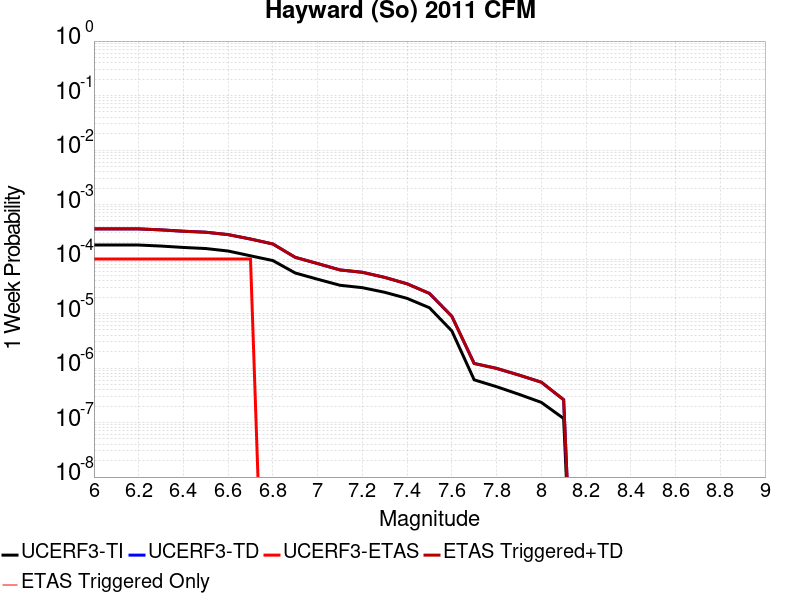 Hayward (So) 2011 CFM
10^0
10^-1
10^-2
10^-3
10^-4
10^-5
10^-6
10^-7
10^-8
1 Week Probability
6 6.2 6.4 6.6 6.8 7 7.2 7.4 7.6 7.8 8 8.2 8.4 8.6 8.8 9
Magnitude
UCERF3-TI UCERF3-TD UCERF3-ETAS ETAS Triggered+TD
ETAS Triggered Only